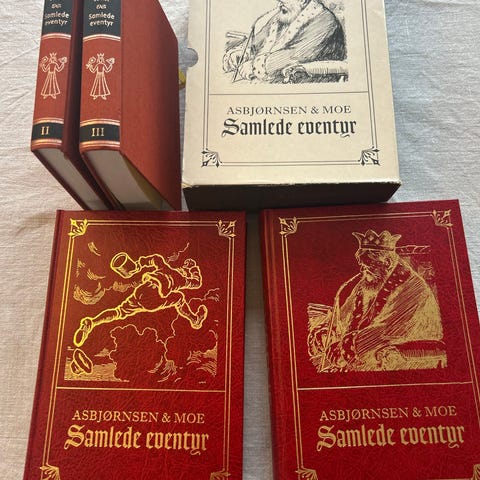 Samlede
eventyr
II
Samlede
eventyr
III
ASBJØRNSEN & MOE
Samlede eventyr
ASBJØRNSEN & MOE
Samlede eventyr
ASBJØRNSEN & MOE
Samlede eventyr